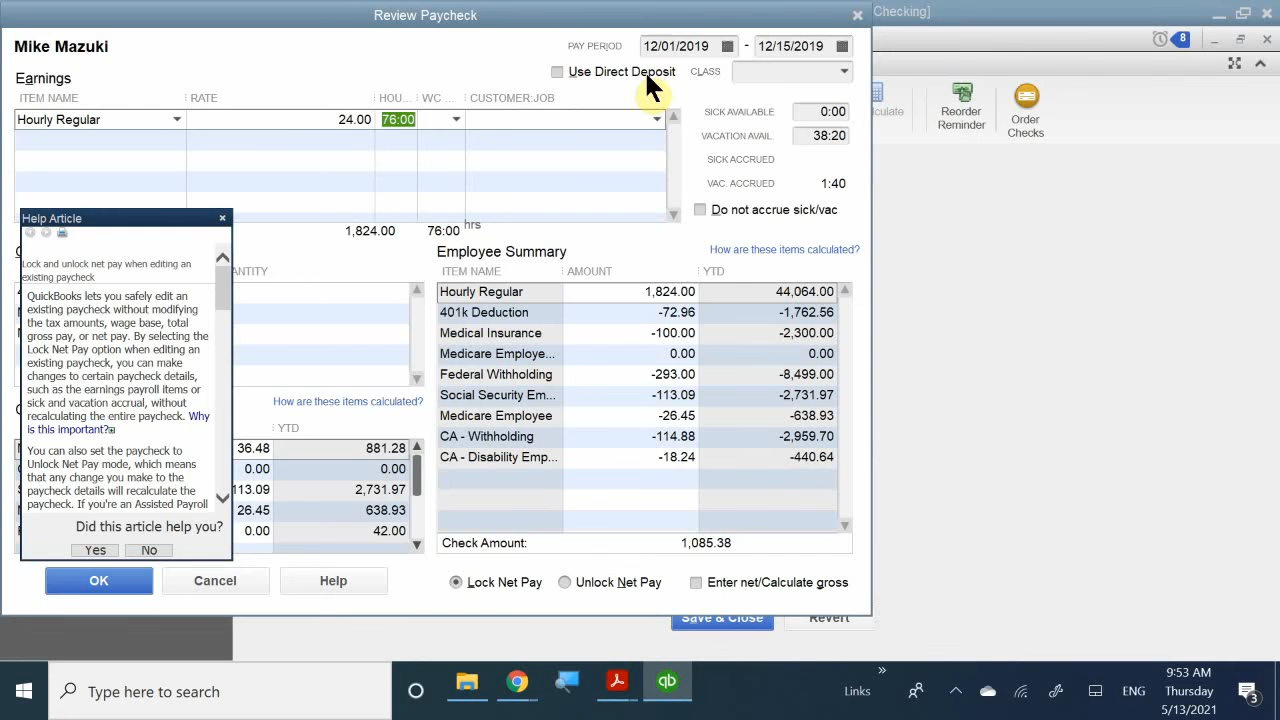 Review Paycheck
Checking]
8
Mike Mazuki
PAY PERIOD 12/01/2019 - 12/15/2019
Earnings
Use Direct Deposit CLASS
ITEM NAME RATE HOU... WC ... CUSTOMER:JOB
Hourly Regular 24.00 76:00
SICK AVAILABLE 0:00
VACATION AVAIL. 38:20
SICK ACCRUED
VAC. ACCRUED 1:40
Do not accrue sick/vac
Reorder
Reminder
Order
Checks
1,824.00 76:00 hrs
Help Article
Lock and unlock net pay when editing an
existing paycheck
QuickBooks lets you safely edit an
existing paycheck without modifying
the tax amounts, wage base, total
gross pay, or net pay. By selecting the
Lock Net Pay option when editing an
existing paycheck, you can make
changes to certain paycheck details,
such as the earnings payroll items or
sick and vacation accrual, without
recalculating the entire paycheck. Why
is this important?
You can also set the paycheck to
Unlock Net Pay mode, which means
that any change you make to the
paycheck details will recalculate the
paycheck. If you're an Assisted Payroll
Did this article help you?
Yes No
ANTITY
How are these items calculated?
YTD
36.48 881.28
0.00 0.00
113.09 2,731.97
26.45 638.93
0.00 42.00
Employee Summary How are these items calculated?
ITEM NAME AMOUNT YTD
Hourly Regular 1,824.00 44,064.00
401k Deduction -72.96 -1,762.56
Medical Insurance -100.00 -2,300.00
Medicare Employe... 0.00 0.00
Federal Withholding -293.00 -8,499.00
Social Security Em... -113.09 -2,731.97
Medicare Employee -26.45 -638.93
CA - Withholding -114.88 -2,959.70
CA - Disability Emp... -18.24 -440.64
Check Amount: 1,085.38
OK Cancel Help Lock Net Pay Unlock Net Pay Enter net/Calculate gross
Save & Close Revert
Type here to search
qb
Links
ENG
9:53 AM
Thursday
5/13/2021
3